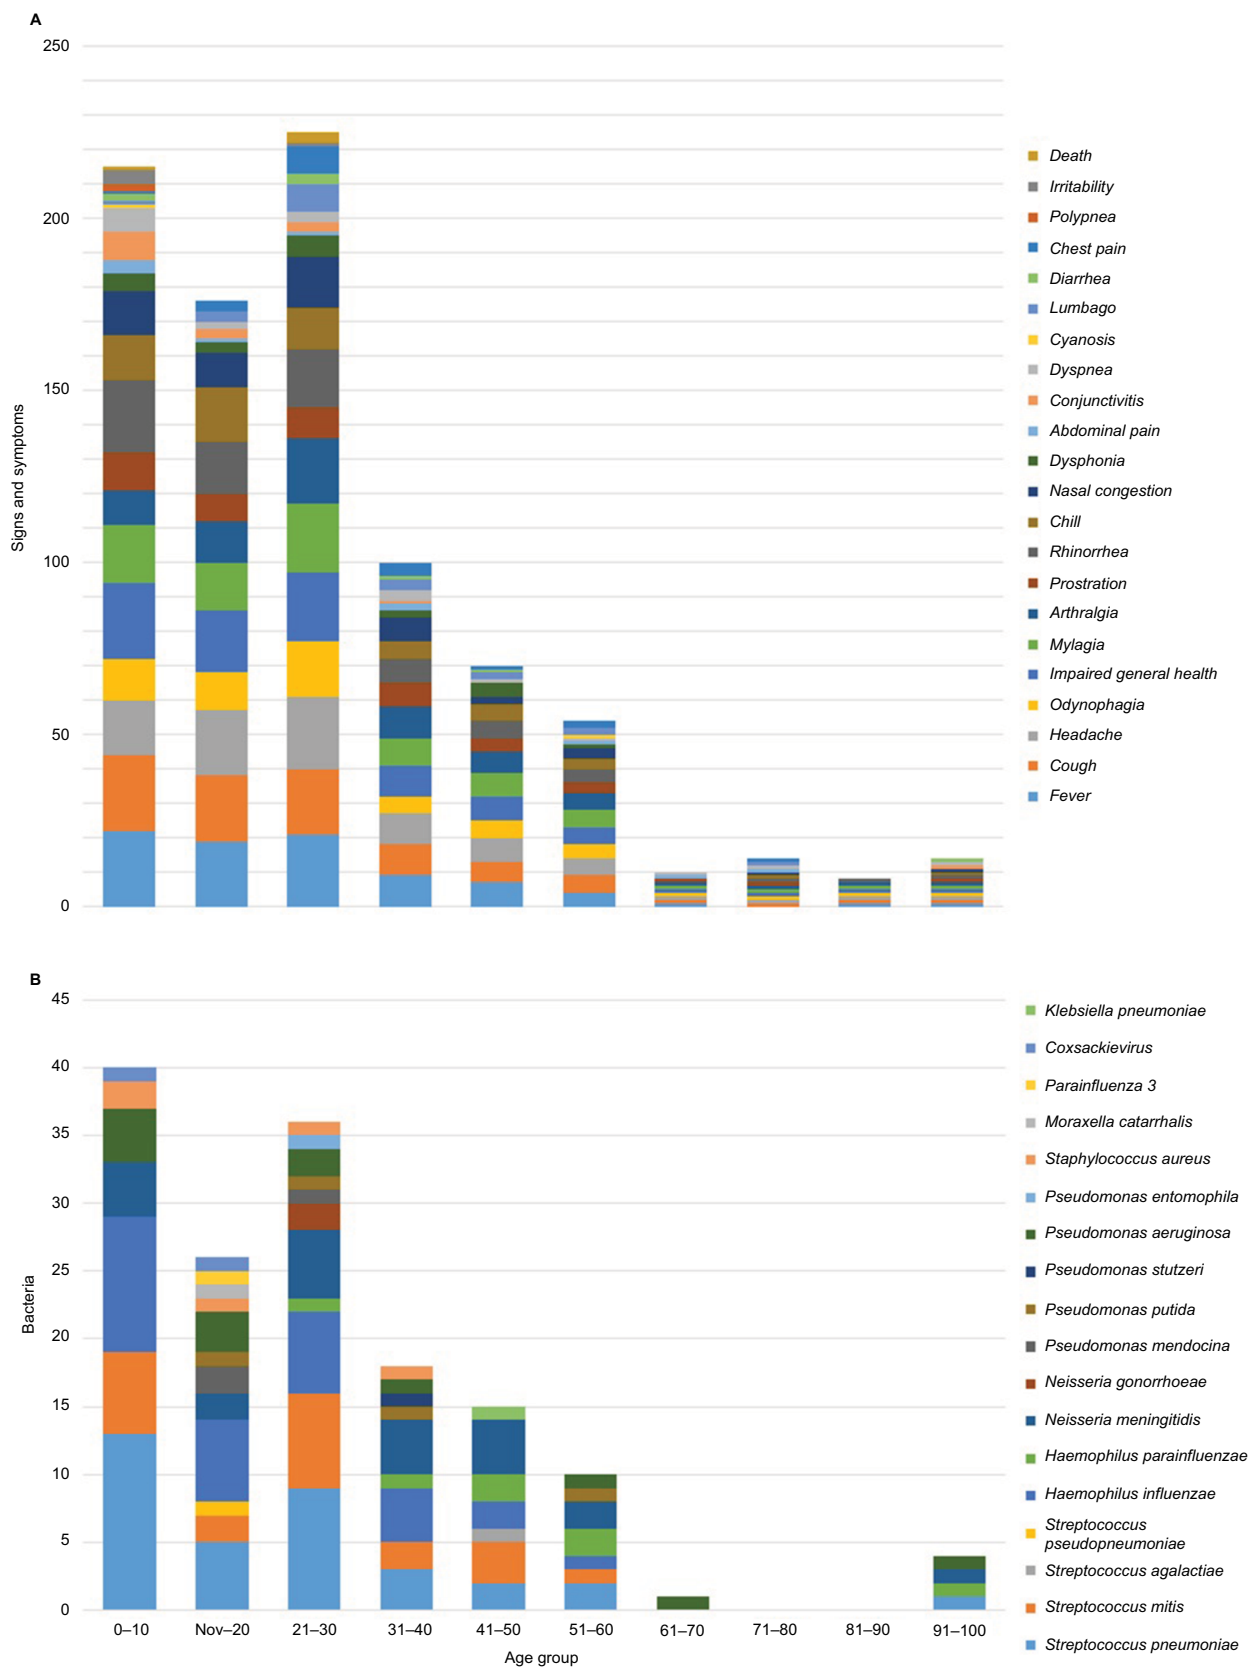 A
250
200
150
100
50
0
Signs and symptoms
Death
Irritability
Polypnea
Chest pain
Diarrhea
Lumbago
Cyanosis
Dyspnea
Conjunctivitis
Abdominal pain
Dysphonia
Nasal congestion
Chill
Rhinorrhea
Prostration
Arthralgia
Mylagia
Impaired general health
Odynophagia
Headache
Cough
Fever
B
45
40
35
30
25
20
15
10
5
0
Bacteria
0–10
Nov–20
21–30
31–40
41–50
51–60
61–70
71–80
81–90
91–100
Age group
Klebsiella pneumoniae
Coxsackievirus
Parainfluenza 3
Moraxella catarrhalis
Staphylococcus aureus
Pseudomonas entomophila
Pseudomonas aeruginosa
Pseudomonas stutzeri
Pseudomonas putida
Pseudomonas mendocina
Neisseria gonorrhoeae
Neisseria meningitidis
Haemophilus parainfluenzae
Haemophilus influenzae
Streptococcus
pseudopneumoniae
Streptococcus agalactiae
Streptococcus mitis
Streptococcus pneumoniae